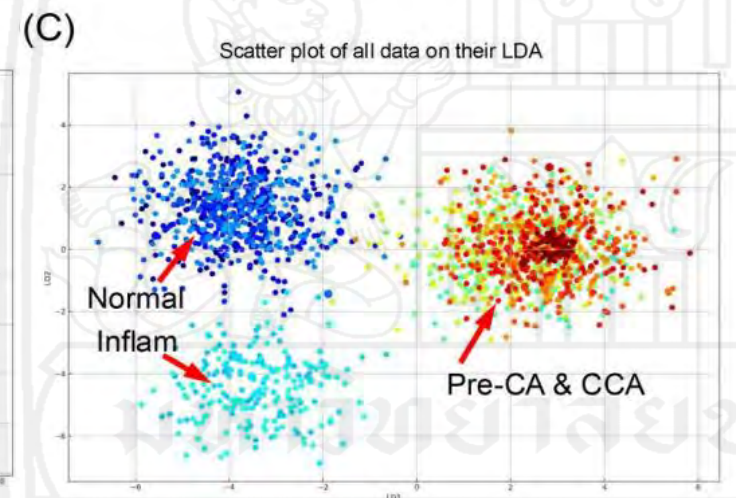 (C)
Scatter plot of all data on their LDA
4
2
0
-2
-4
-6
LD2
Normal
Inflam
Pre-CA & CCA
-6
-4
-2
0
2
4
6
LD1